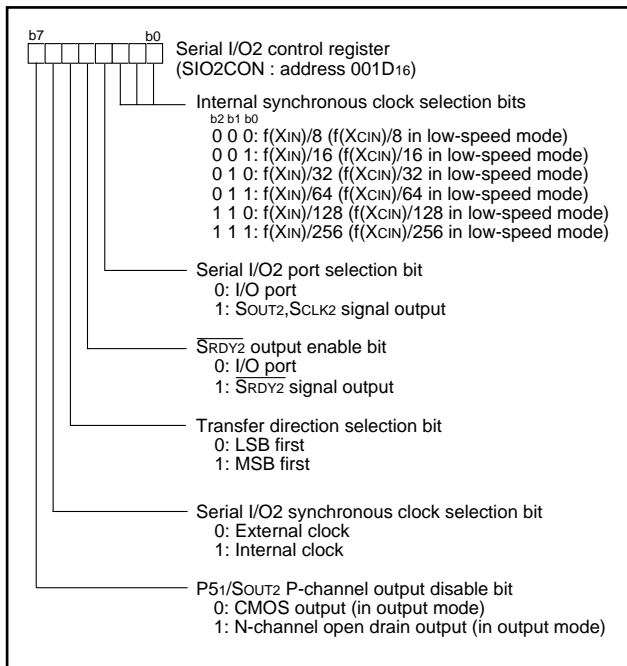 b7 b0
Serial I/O2 control register
(SIO2CON : address 001D16)
Internal synchronous clock selection bits
b2 b1 b0
0 0 0: f(XIN)/8 (f(XCIN)/8 in low-speed mode)
0 0 1: f(XIN)/16 (f(XCIN)/16 in low-speed mode)
0 1 0: f(XIN)/32 (f(XCIN)/32 in low-speed mode)
0 1 1: f(XIN)/64 (f(XCIN)/64 in low-speed mode)
1 1 0: f(XIN)/128 (f(XCIN)/128 in low-speed mode)
1 1 1: f(XIN)/256 (f(XCIN)/256 in low-speed mode)
Serial I/O2 port selection bit
0: I/O port
1: SOUT2,SCLK2 signal output
SRDY2 output enable bit
0: I/O port
1: SRDY2 signal output
Transfer direction selection bit
0: LSB first
1: MSB first
Serial I/O2 synchronous clock selection bit
0: External clock
1: Internal clock
P51/SOUT2 P-channel output disable bit
0: CMOS output (in output mode)
1: N-channel open drain output (in output mode)